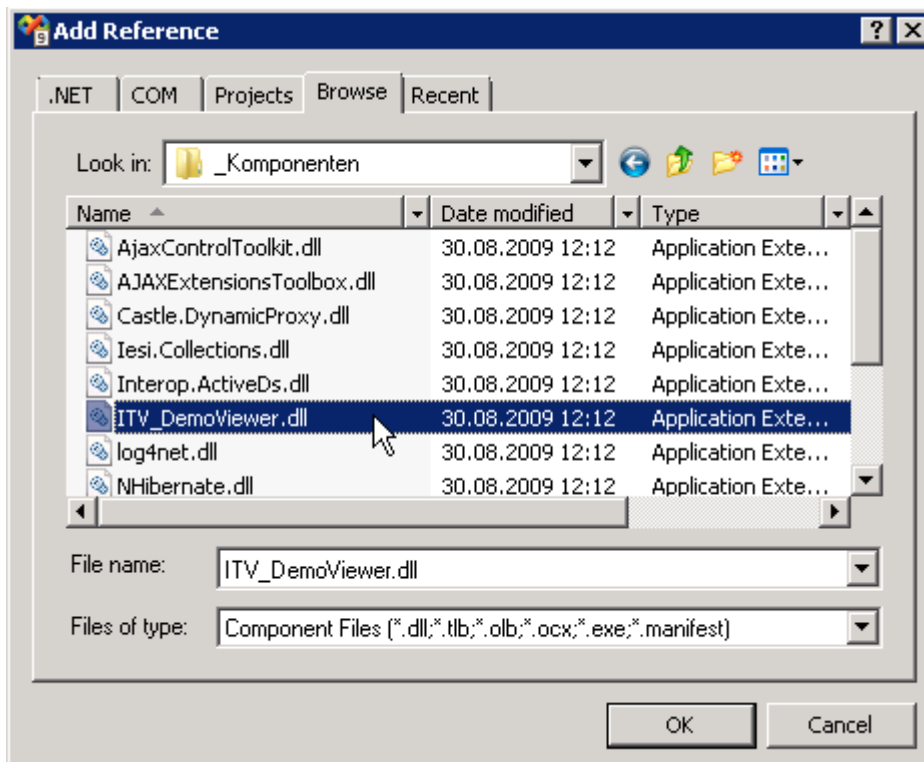 Add Reference
.NET COM Projects Browse Recent
Look in: _Komponenten
Name Date modified Type
AjaxControlToolkit.dll 30.08.2009 12:12 Application Exte...
AJAXExtensionsToolbox.dll 30.08.2009 12:12 Application Exte...
Castle.DynamicProxy.dll 30.08.2009 12:12 Application Exte...
Iesi.Collections.dll 30.08.2009 12:12 Application Exte...
Interop.ActiveDs.dll 30.08.2009 12:12 Application Exte...
ITV_DemoViewer.dll 30.08.2009 12:12 Application Exte...
log4net.dll 30.08.2009 12:12 Application Exte...
NHibernate.dll 30.08.2009 12:12 Application Exte...
File name: ITV_DemoViewer.dll
Files of type: Component Files (*.dll;*.tlb;*.olb;*.ocx;*.exe;*.manifest)
OK Cancel